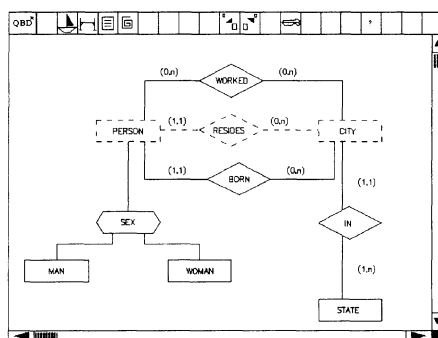 QBD* ?
(0,n) (0,n)
WORKED
(1,1) (0,n)
PERSON RESIDES CITY
(1,1) (0,n)
BORN
(1,1)
SEX IN
MAN WOMAN
(1,n)
STATE